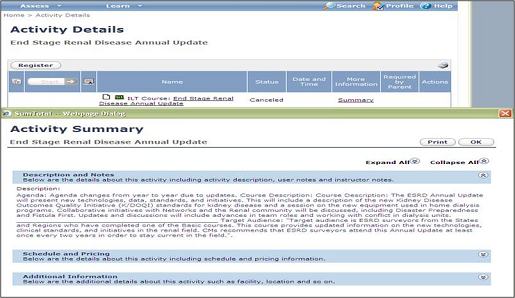 Assess Learn Search Profile Help
Home > Activity Details
Activity Details
End Stage Renal Disease Annual Update
Register
Start Name Status Date and Time More Information Required by Parent Actions
ILT Course: End Stage Renal Disease Annual Update Canceled Summary
SumTotal -- Webpage Dialog
Activity Summary
End Stage Renal Disease Annual Update
Print OK
Expand All Collapse All
Description and Notes
Below are the details about this activity including activity description, user notes and instructor notes.
Description:
Agenda: Agenda changes from year to year due to updates. Course Description: Course Description: The ESRD Annual Update
will present new technologies, data, standards, and initiatives. This will include a description of the new Kidney Disease
Outcomes Quality Initiative (K/DOQI) standards for kidney disease and a session on the new equipment used in home dialysis
programs. Collaborative initiatives with Networks and the Renal community will be discussed, including Disaster Preparedness
and Fistula First. Updates and discussions will include advances in team roles and working with conflict in dialysis units.
Target Audience: "Target audience is ESRD surveyors from the States
and Regions who have completed one of the Basic courses. This course provides updated information on the new technologies,
clinical standards, and initiatives in the renal field. CMS recommends that ESRD surveyors attend this Annual Update at least
once every two years in order to stay current in the field.".
Schedule and Pricing
Below are the details about this activity including schedule and pricing information.
Additional Information
Below are the additional details about this activity such as facility, location and so on.